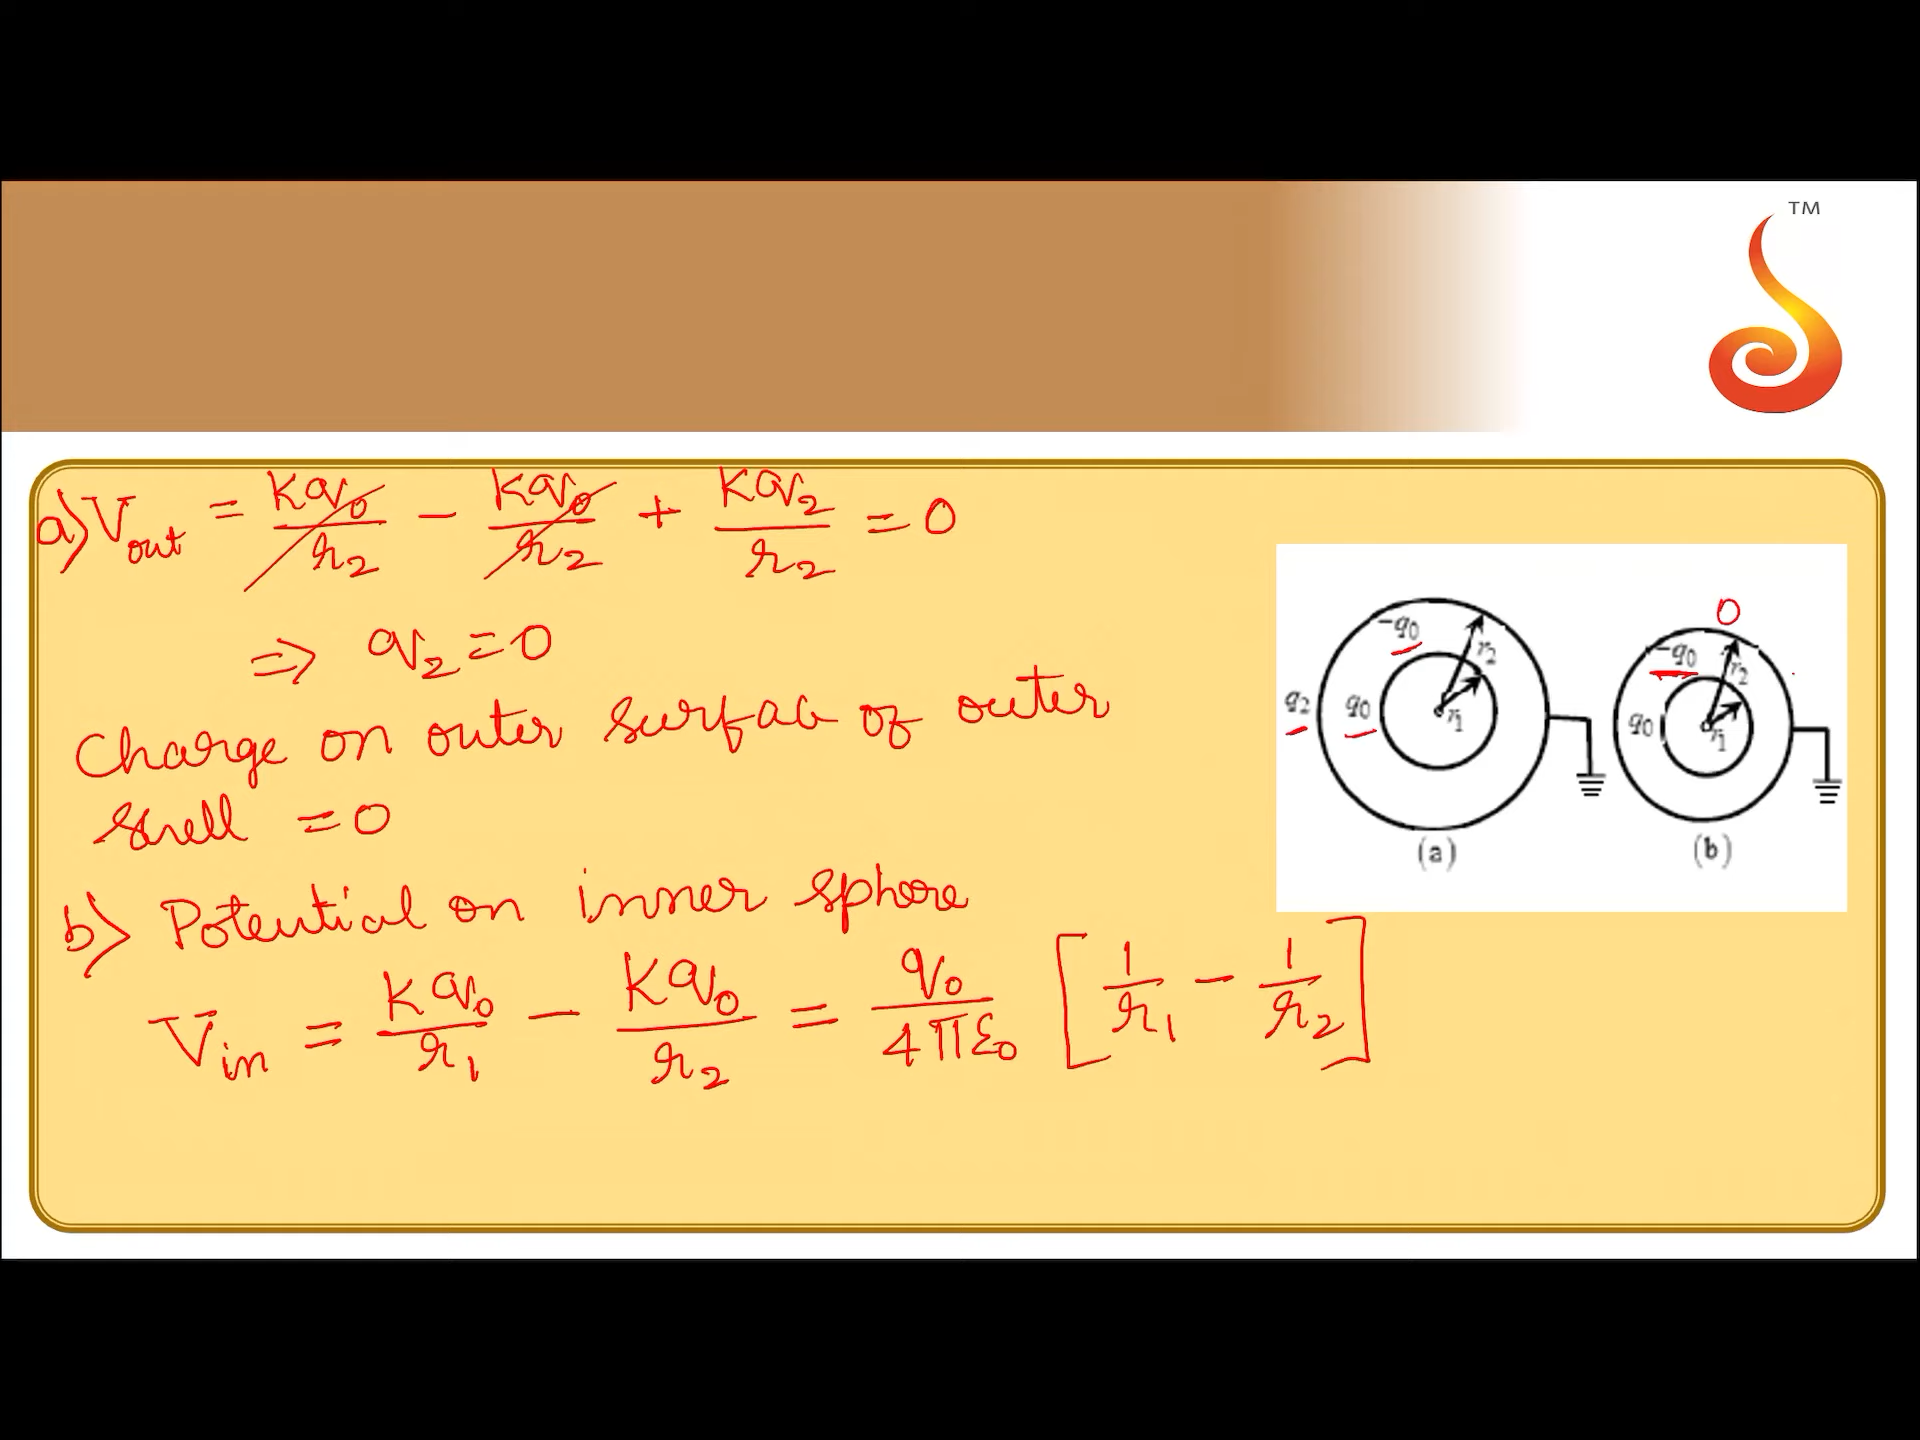 TM
a) V_out = Kq₀/r₂ − Kq₀/r₂ + Kq₂/r₂ = 0
⇒ q₂ = 0
Charge on outer surface of outer
shell = 0
b) Potential on inner sphere
V_in = Kq₀/r₁ − Kq₀/r₂ = q₀/4πε₀ [1/r₁ − 1/r₂]
-q₀
r₂
q₂
q₀
r₁
(a)
0
-q₀
r₂
q₀
r₁
(b)